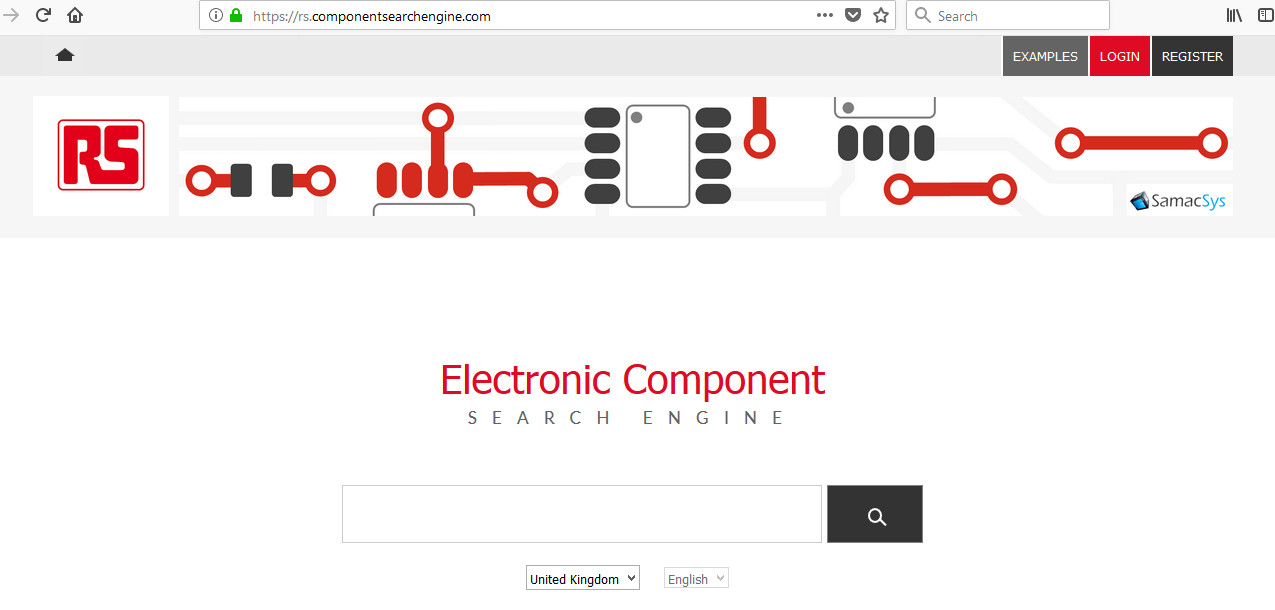 https://rs.componentsearchengine.com
Search
EXAMPLES LOGIN REGISTER
RS
SamacSys
Electronic Component
SEARCH ENGINE
United Kingdom English